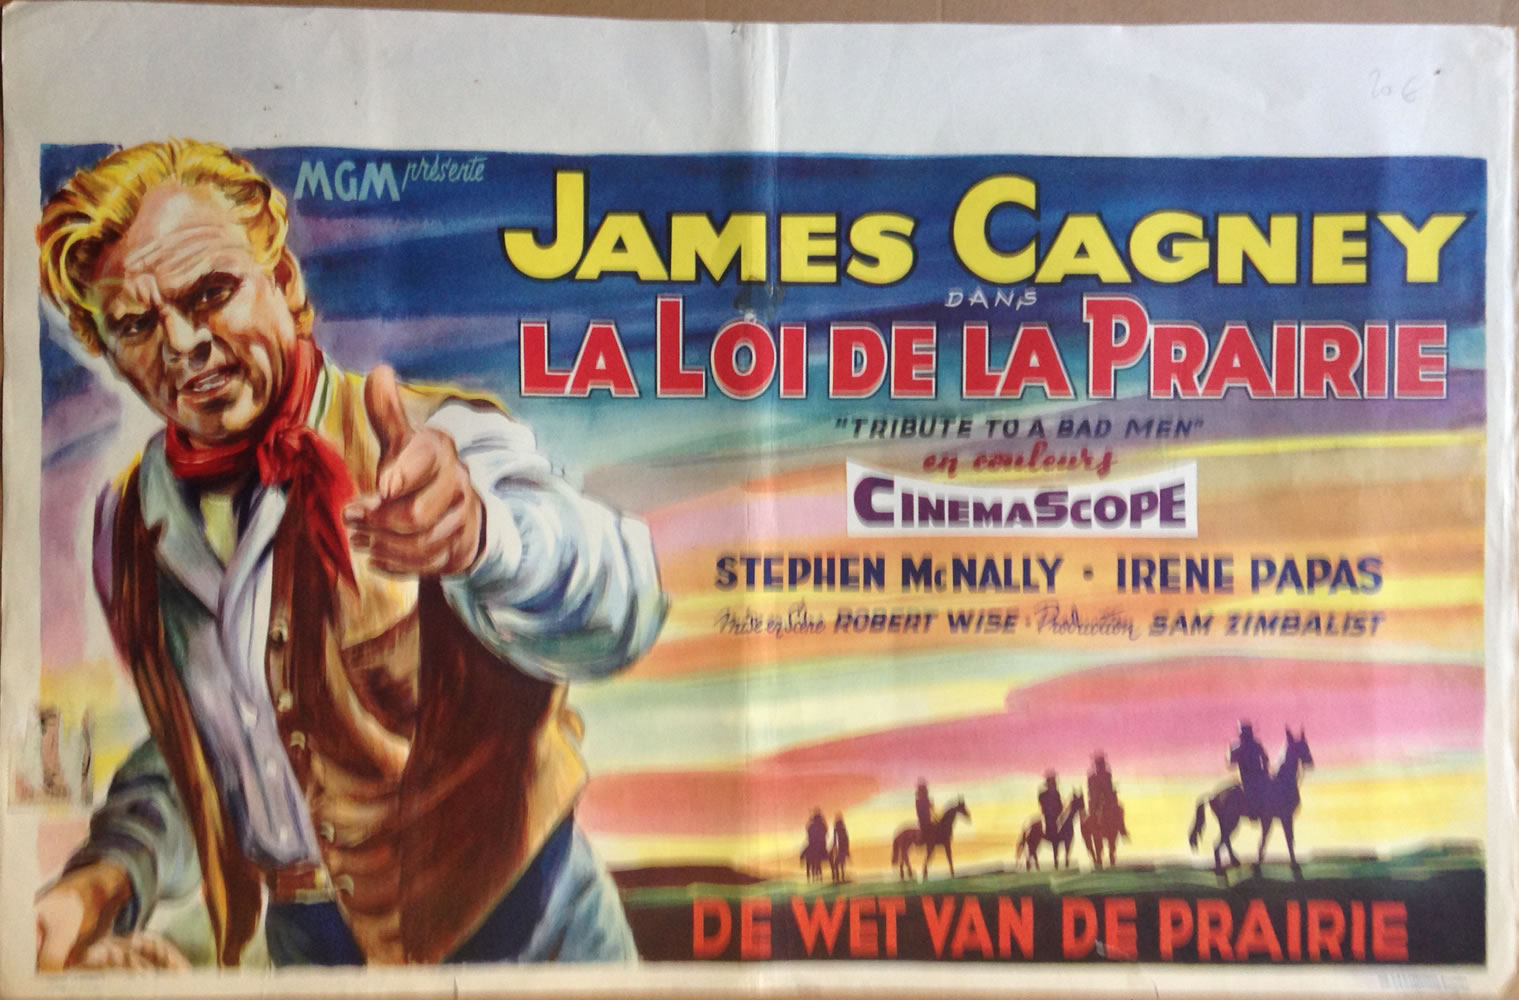 20 €
MGM présente
JAMES CAGNEY
DANS
LA LOI DE LA PRAIRIE
"TRIBUTE TO A BAD MEN"
en couleurs
CINEMASCOPE
STEPHEN McNALLY · IRENE PAPAS
Mise en Scène ROBERT WISE · Production SAM ZIMBALIST
DE WET VAN DE PRAIRIE